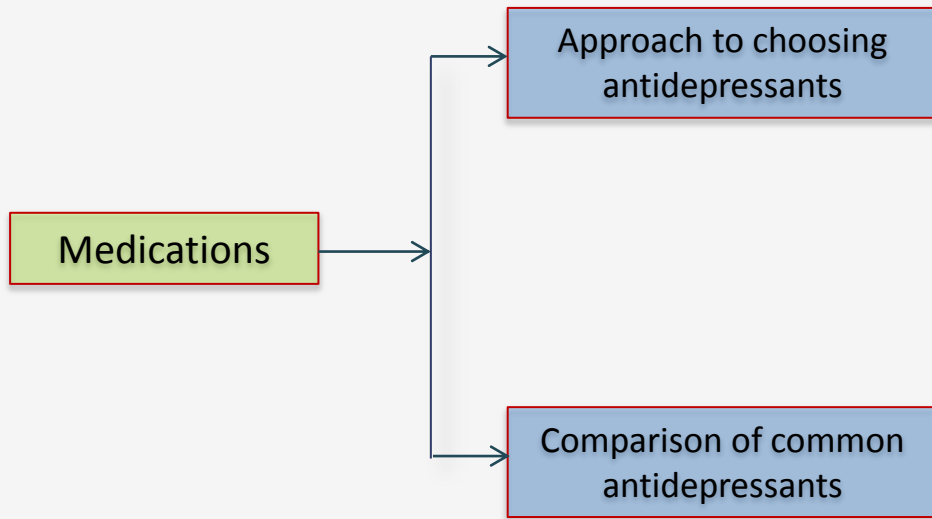 Approach to choosing
antidepressants
Medications
Comparison of common
antidepressants